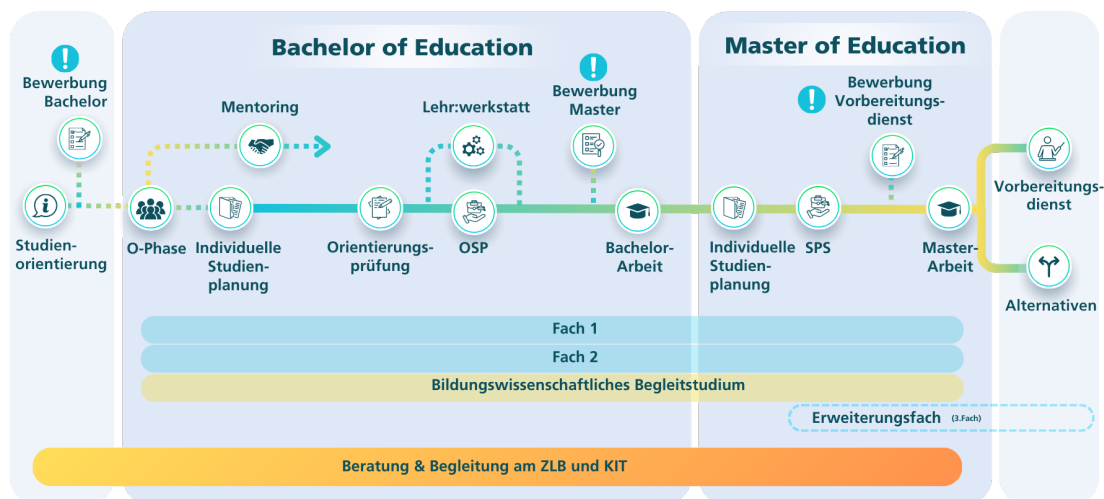 Bachelor of Education
Master of Education
Bewerbung
Bachelor
Mentoring
Lehr:werkstatt
Bewerbung
Master
Bewerbung
Vorbereitungs-
dienst
Vorbereitungs-
dienst
Studien-
orientierung
O-Phase
Individuelle
Studien-
planung
Orientierungs-
prüfung
OSP
Bachelor-
Arbeit
Individuelle
Studien-
planung
SPS
Master-
Arbeit
Alternativen
Fach 1
Fach 2
Bildungswissenschaftliches Begleitstudium
Erweiterungsfach (3.Fach)
Beratung & Begleitung am ZLB und KIT